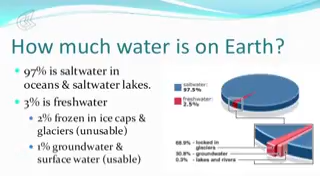 How much water is on Earth?
97% is saltwater in
oceans & saltwater lakes.
3% is freshwater
2% frozen in ice caps &
glaciers (unusable)
1% groundwater &
surface water (usable)
saltwater:
97.5%
freshwater:
2.5%
68.9% - locked in
glaciers
30.8% - groundwater
0.3% - lakes and rivers